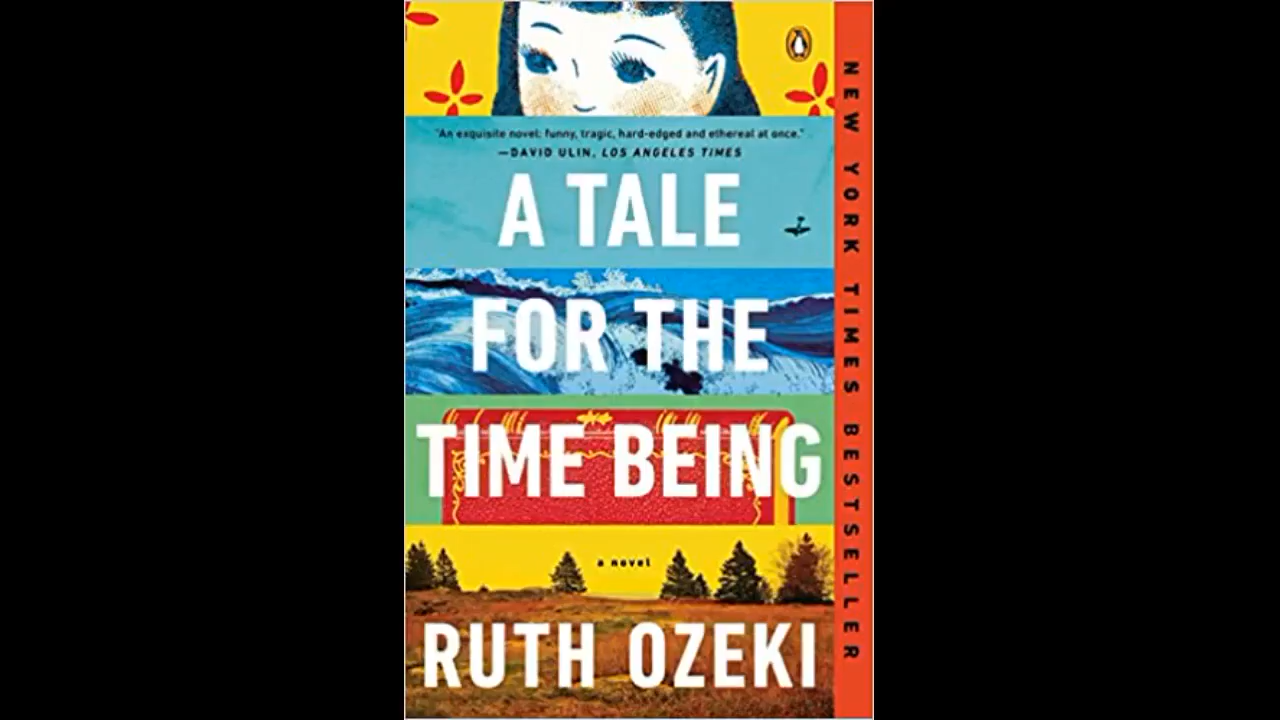 "An exquisite novel: funny, tragic, hard-edged and ethereal at once."
—DAVID ULIN, LOS ANGELES TIMES
A TALE
FOR THE
TIME BEING
a novel
RUTH OZEKI
NEW YORK TIMES BESTSELLER